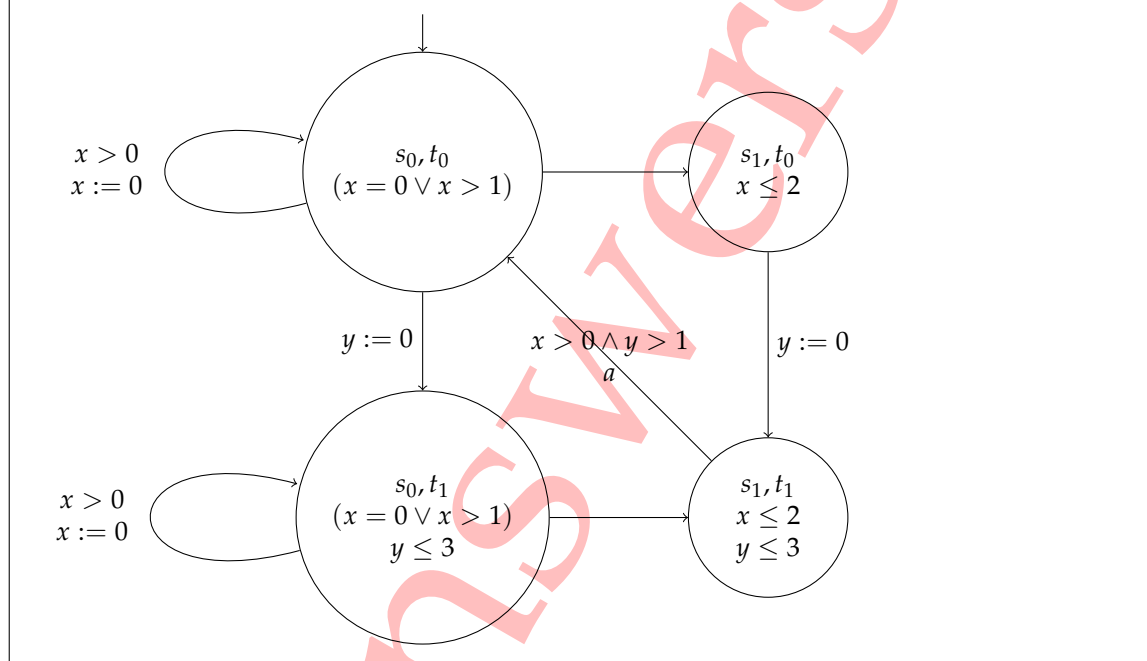 x > 0
x := 0
s₀, t₀
(x = 0 ∨ x > 1)
s₁, t₀
x ≤ 2
y := 0
x > 0 ∧ y > 1
a
y := 0
x > 0
x := 0
s₀, t₁
(x = 0 ∨ x > 1)
y ≤ 3
s₁, t₁
x ≤ 2
y ≤ 3
nswers